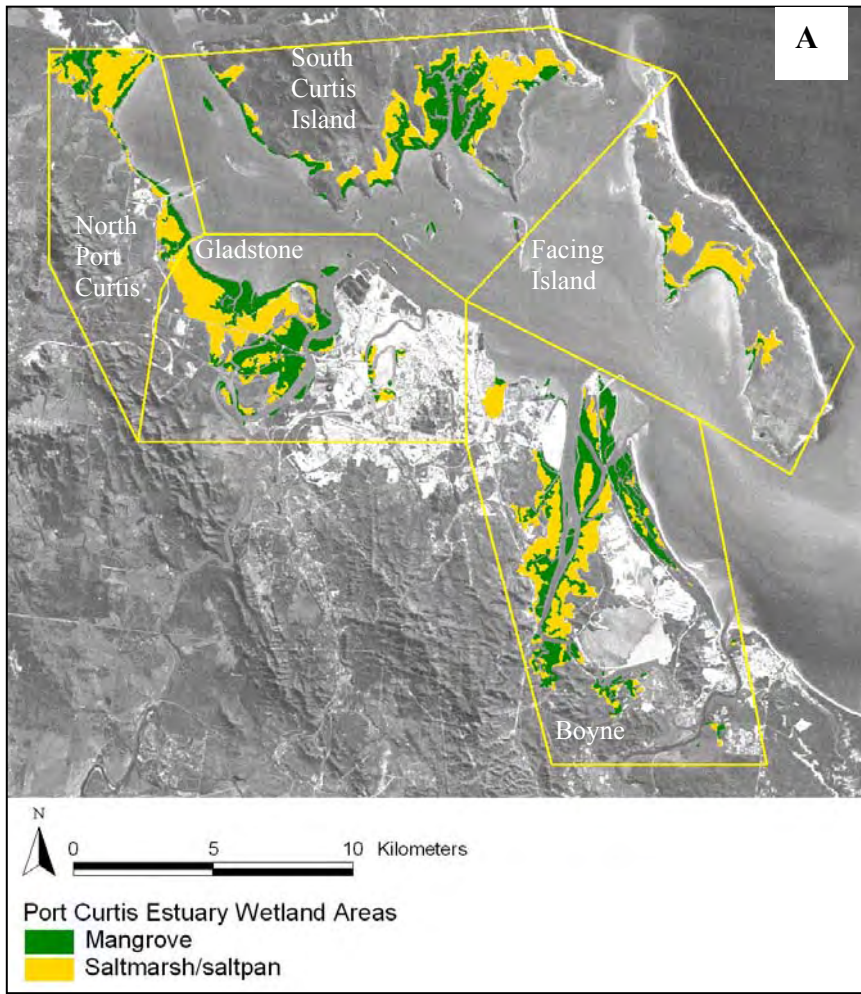 A
South
Curtis
Island
North
Port
Curtis
Gladstone
Facing
Island
Boyne
N
0 5 10 Kilometers
Port Curtis Estuary Wetland Areas
Mangrove
Saltmarsh/saltpan